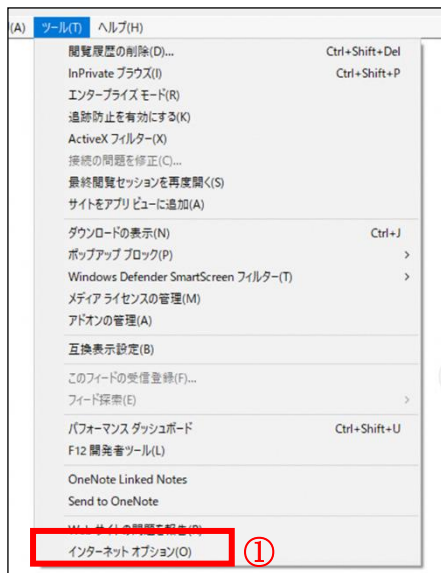 (A) ツール(T) ヘルプ(H)
閲覧履歴の削除(D)... Ctrl+Shift+Del
InPrivate ブラウズ(I) Ctrl+Shift+P
エンタープライズ モード(R)
追跡防止を有効にする(K)
ActiveX フィルター(X)
接続の問題を修正(C)...
最終閲覧セッションを再度開く(S)
サイトをアプリ ビューに追加(A)
ダウンロードの表示(N) Ctrl+J
ポップアップ ブロック(P)
Windows Defender SmartScreen フィルター(T)
メディア ライセンスの管理(M)
アドオンの管理(A)
互換表示設定(B)
このフィードの受信登録(F)...
フィード探索(E)
パフォーマンス ダッシュボード Ctrl+Shift+U
F12 開発者ツール(L)
OneNote Linked Notes
Send to OneNote
Web サイトの問題を報告(R)
インターネット オプション(O) ①